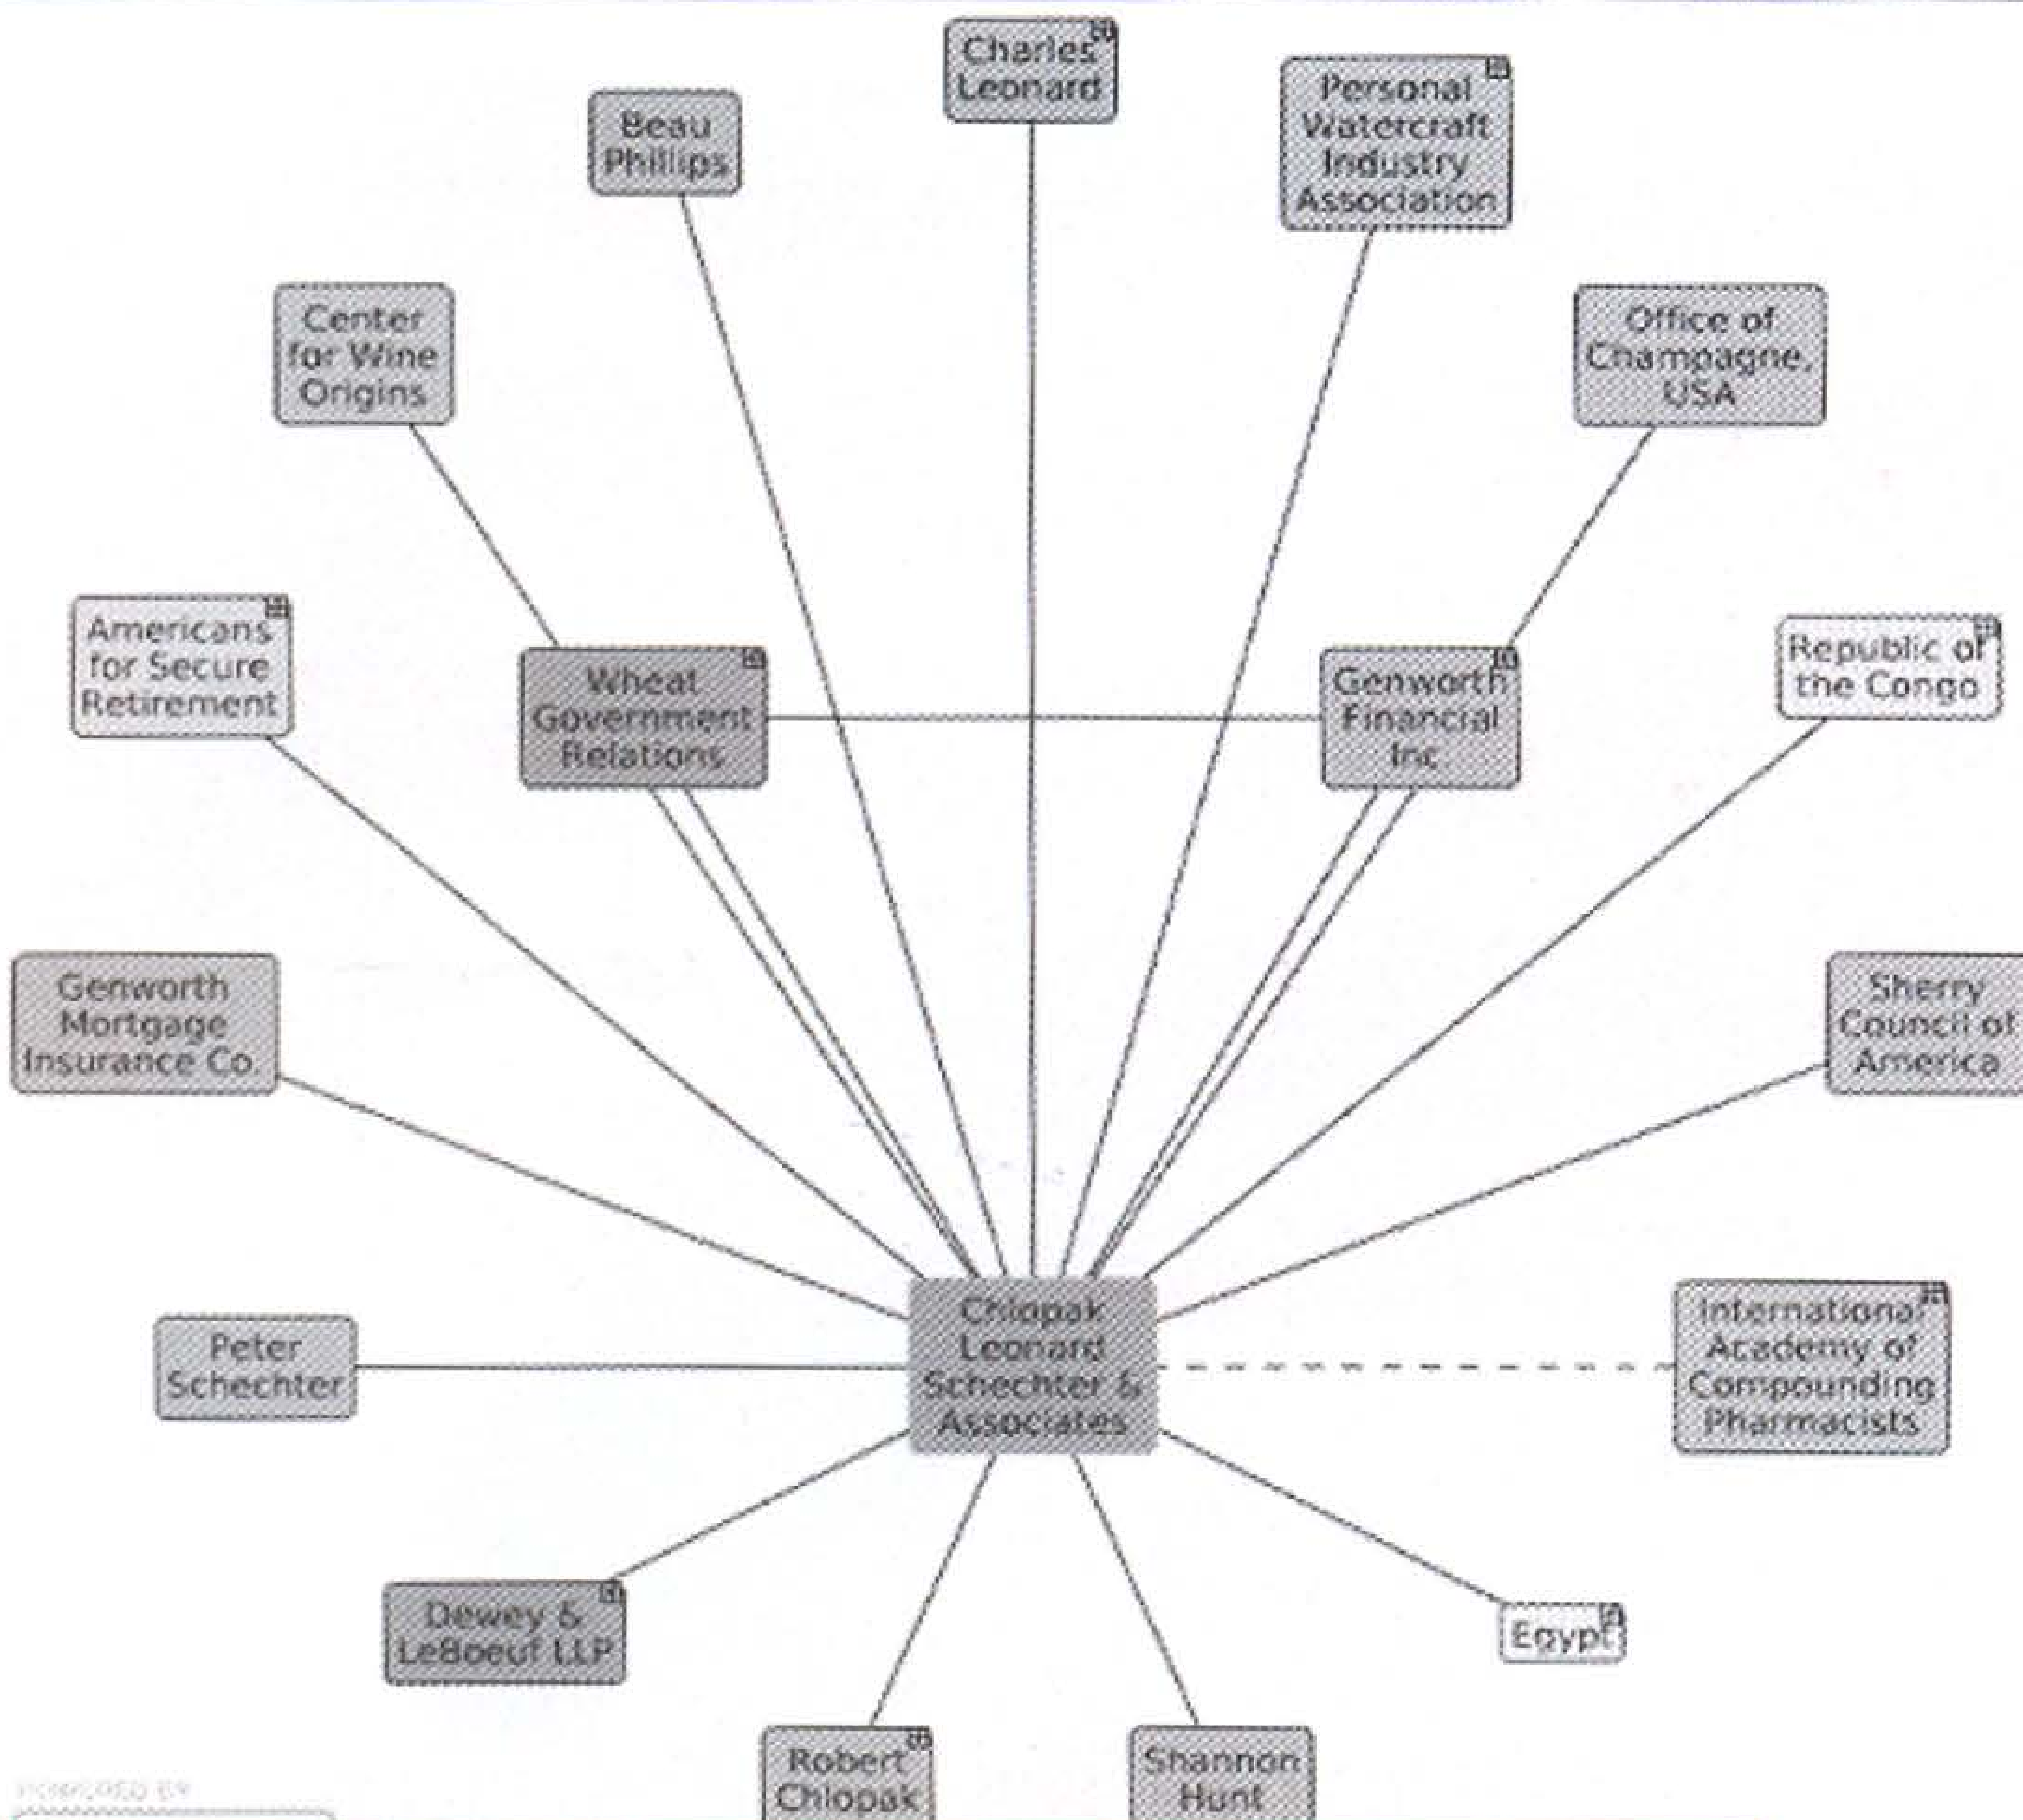 Charles
Leonard
Beau
Phillips
Personal
Watercraft
Industry
Association
Center
for Wine
Origins
Office of
Champagne,
USA
Americans
for Secure
Retirement
Wheat
Government
Relations
Genworth
Financial
Inc.
Republic of
the Congo
Genworth
Mortgage
Insurance Co.
Sherry
Council of
America
Peter
Schechter
Chlopak
Leonard
Schechter &
Associates
International
Academy of
Compounding
Pharmacists
Dewey &
LeBoeuf LLP
Egypt
Robert
Chlopak
Shannon
Hunt
POWERED BY